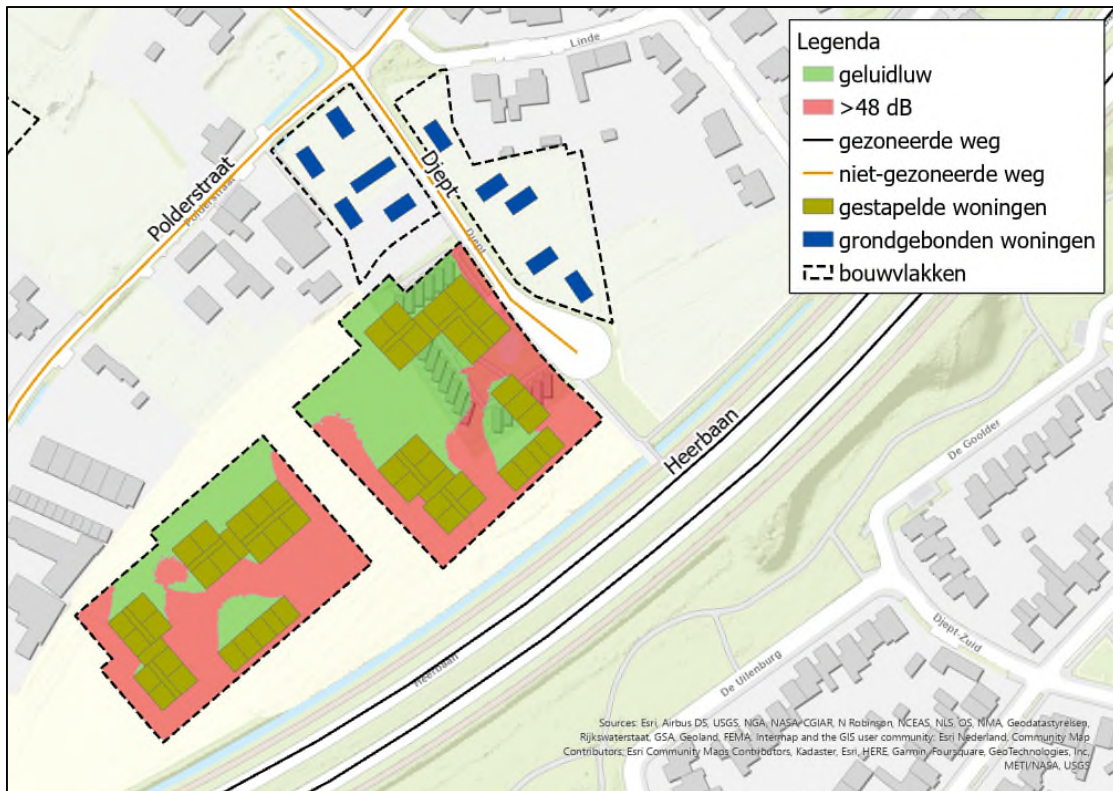 Legenda
geluidluw
>48 dB
gezoneerde weg
niet-gezoneerde weg
gestapelde woningen
grondgebonden woningen
bouwvlakken
Linde
Djept
Polderstraat
Polderstraat
Djept
Heerbaan
De Goolder
Heerbaan
Djept-Zuid
De Uilenburg
Sources: Esri, Airbus DS, USGS, NGA, NASA, CGIAR, N Robinson, NCEAS, NLS, OS, NMA, Geodatastyrelsen,
Rijkswaterstaat, GSA, Geoland, FEMA, Intermap and the GIS user community; Esri Nederland, Community Map
Contributors; Esri Community Maps Contributors, Kadaster, Esri, HERE, Garmin, Foursquare, GeoTechnologies, Inc,
METI/NASA, USGS